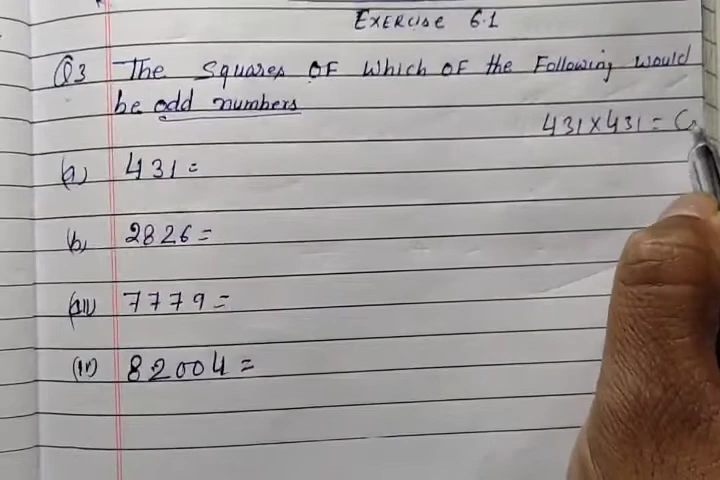 EXERCISE 6.1
Q3 The Squares OF Which OF the Following Would
be odd numbers
431×431 =
(a) 431 =
(b) 2826 =
(iii) 7779 =
(iv) 82004 =